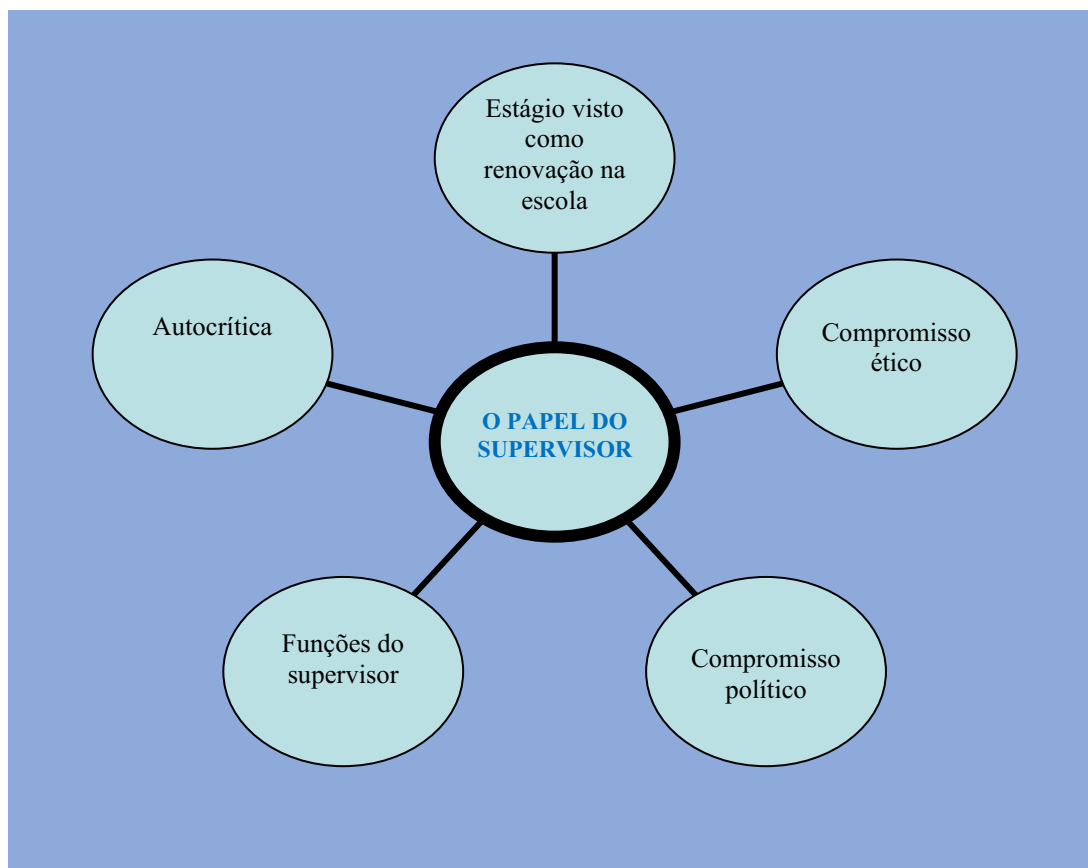 Estágio visto
como
renovação na
escola
Autocrítica
Compromisso
ético
O PAPEL DO
SUPERVISOR
Funções do
supervisor
Compromisso
político